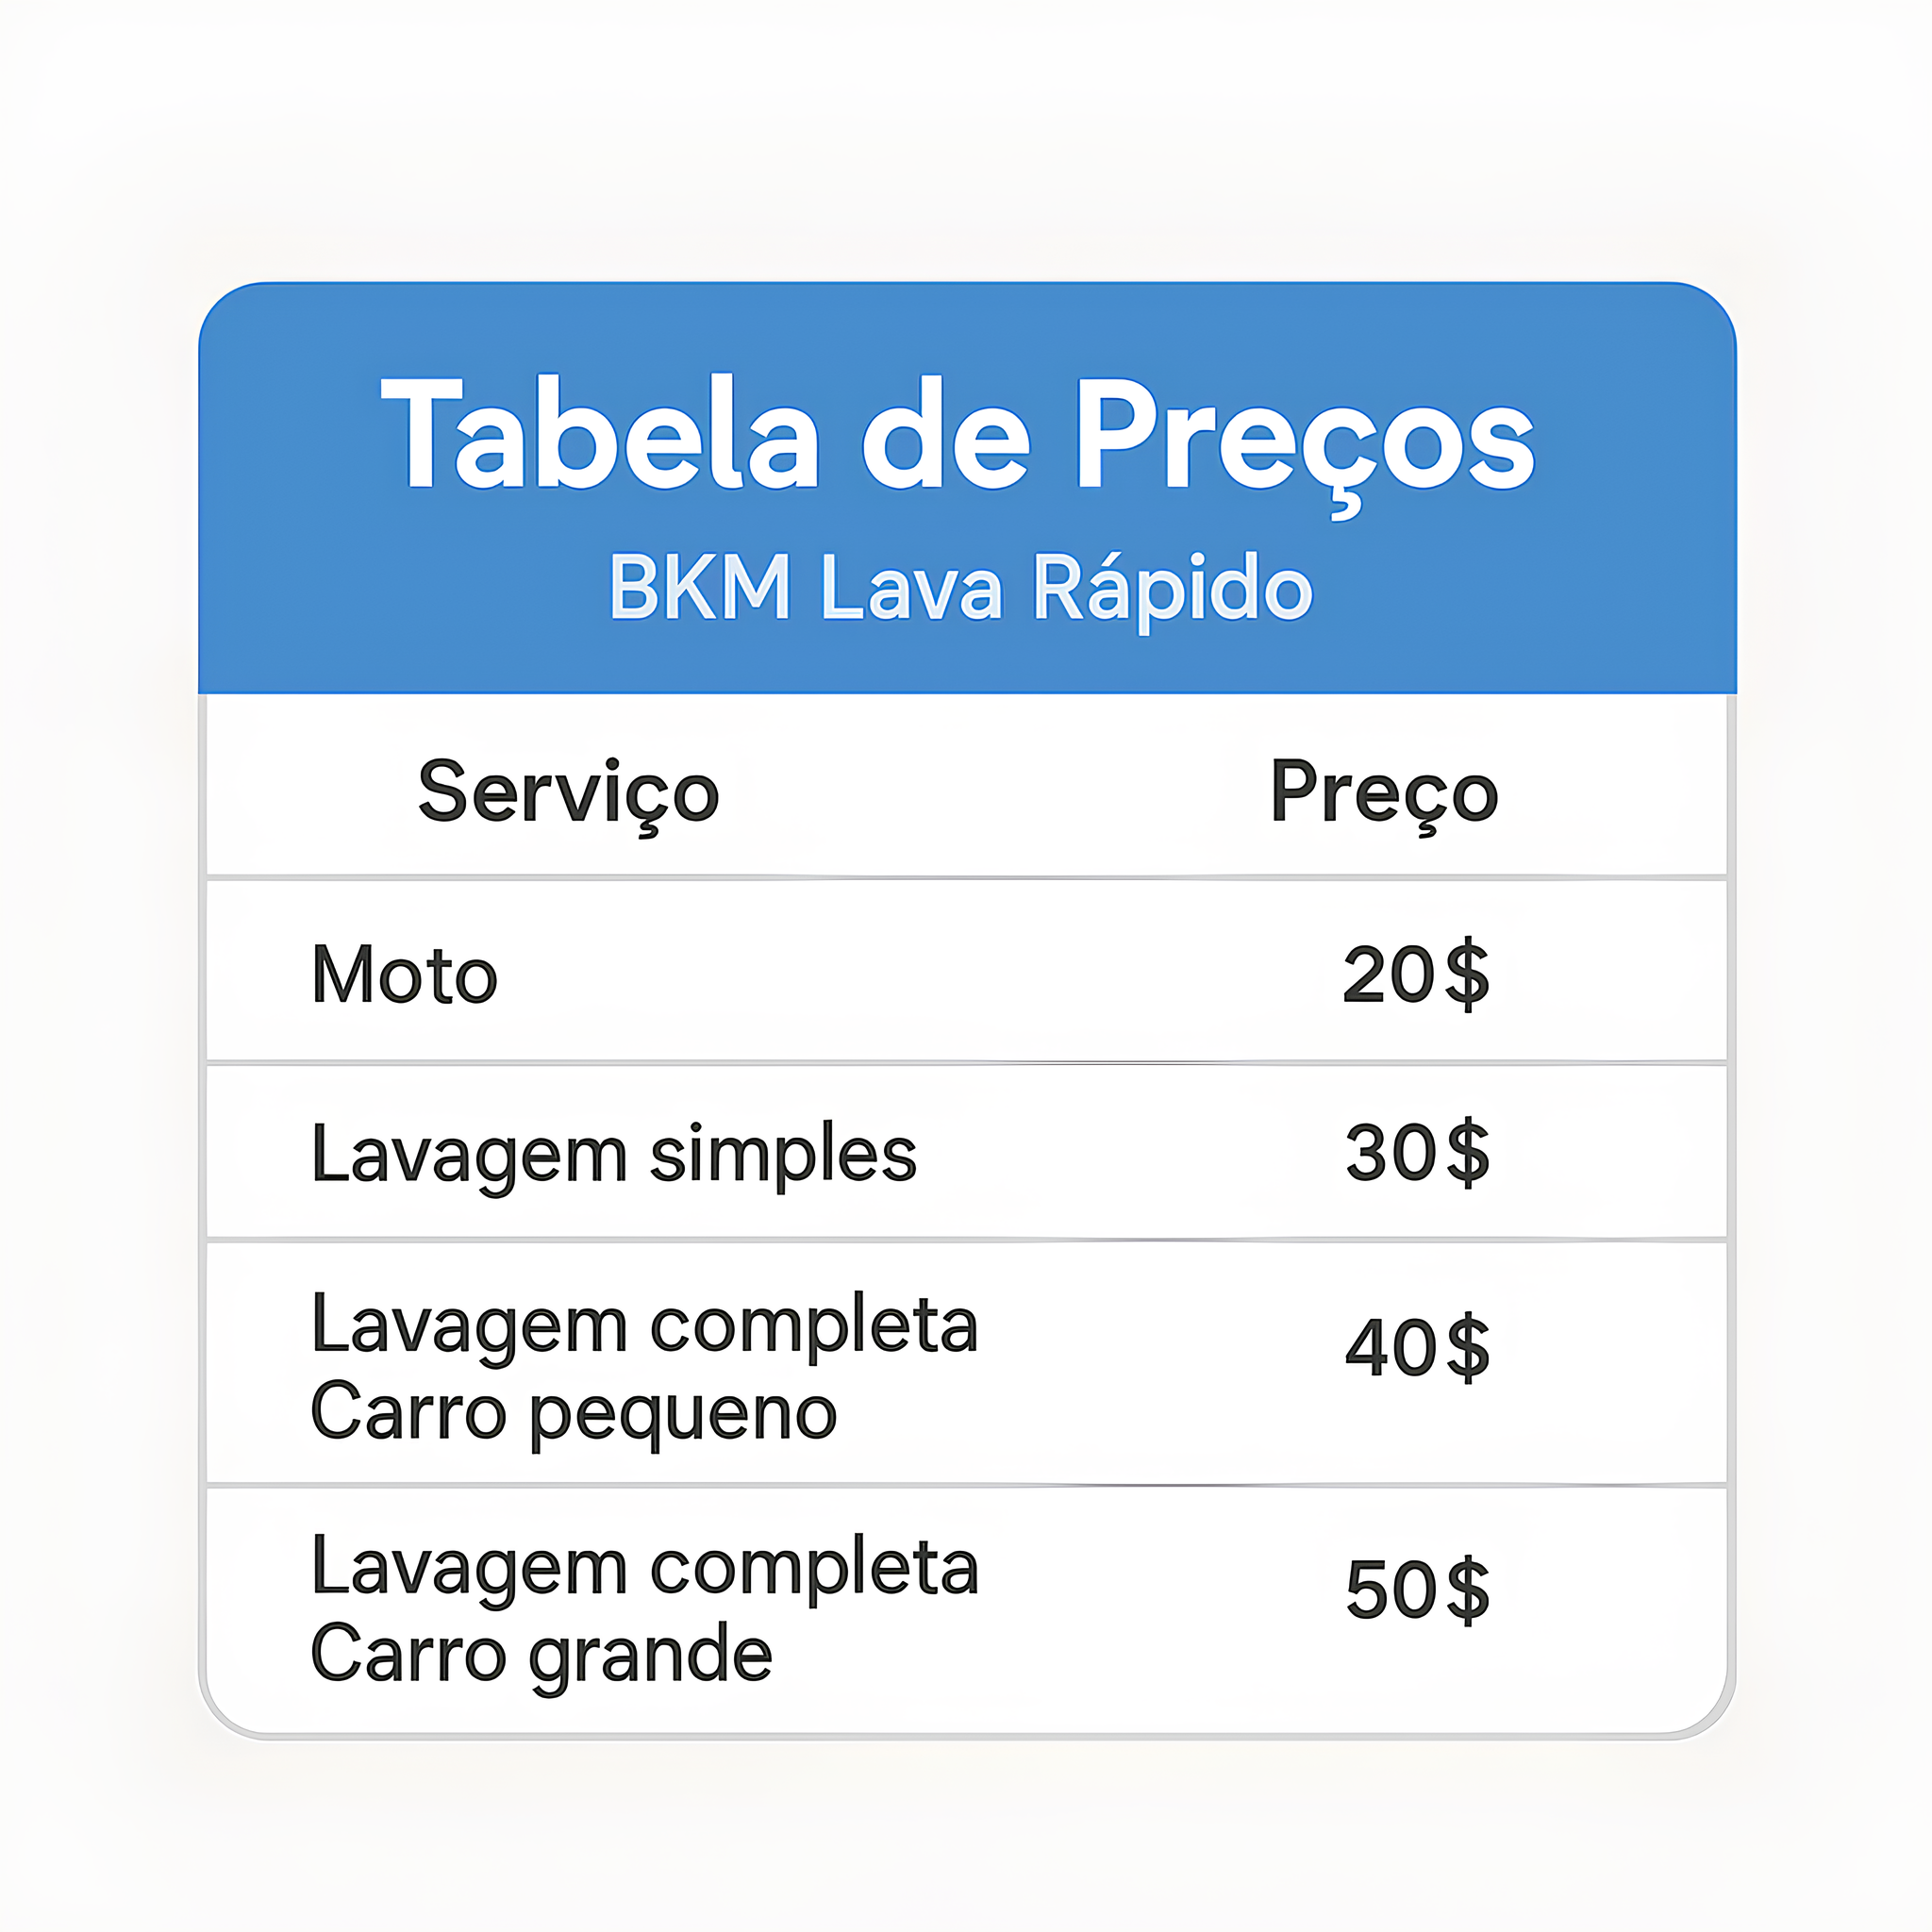 Tabela de Preços
BKM Lava Rápido
Serviço Preço
Moto 20$
Lavagem simples 30$
Lavagem completa 40$
Carro pequeno
Lavagem completa 50$
Carro grande